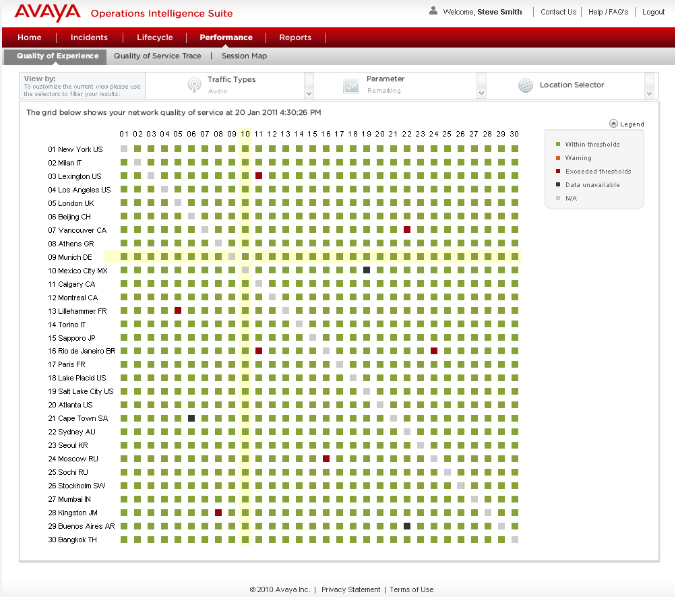 AVAYA Operations Intelligence Suite
Welcome, Steve Smith | Contact Us | Help / FAQ's | Logout
Home | Incidents | Lifecycle | Performance | Reports
Quality of Experience Quality of Service Trace | Session Map
View by:
To customize the current view please use
the selectors to filter your results:
Traffic Types
Audio
Parameter
Remarking
Location Selector
The grid below shows your network quality of service at 20 Jan 2011 4:30:26 PM
Legend
Within thresholds
Warning
Exceeded thresholds
Data unavailable
N/A
01 02 03 04 05 06 07 08 09 10 11 12 13 14 15 16 17 18 19 20 21 22 23 24 25 26 27 28 29 30
01 New York US
02 Milan IT
03 Lexington US
04 Los Angeles US
05 London UK
06 Beijing CH
07 Vancouver CA
08 Athens GR
09 Munich DE
10 Mexico City MX
11 Calgary CA
12 Montreal CA
13 Lillehammer FR
14 Torino IT
15 Sapporo JP
16 Rio de Janeiro BR
17 Paris FR
18 Lake Placid US
19 Salt Lake City US
20 Atlanta US
21 Cape Town SA
22 Sydney AU
23 Seoul KR
24 Moscow RU
25 Sochi RU
26 Stockholm SW
27 Mumbai IN
28 Kingston JM
29 Buenos Aires AR
30 Bangkok TH
© 2010 Avaya Inc. | Privacy Statement | Terms of Use